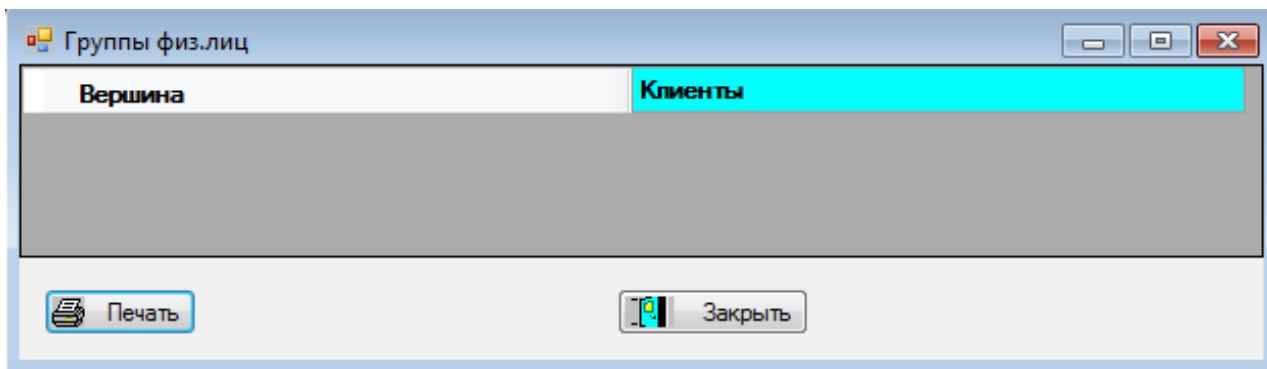 Группы физ.лиц
Вершина Клиенты
Печать Закрыть